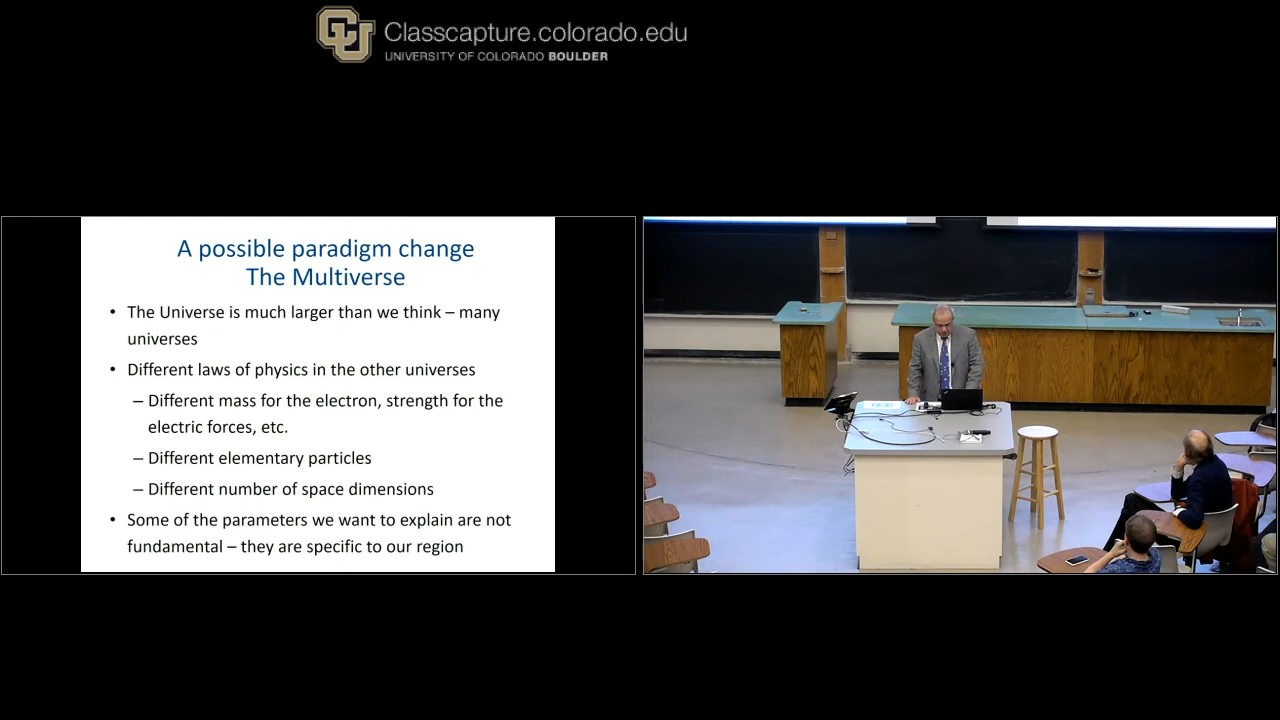 CU
Classcapture.colorado.edu
UNIVERSITY OF COLORADO BOULDER
A possible paradigm change
The Multiverse
• The Universe is much larger than we think – many
universes
• Different laws of physics in the other universes
– Different mass for the electron, strength for the
electric forces, etc.
– Different elementary particles
– Different number of space dimensions
• Some of the parameters we want to explain are not
fundamental – they are specific to our region